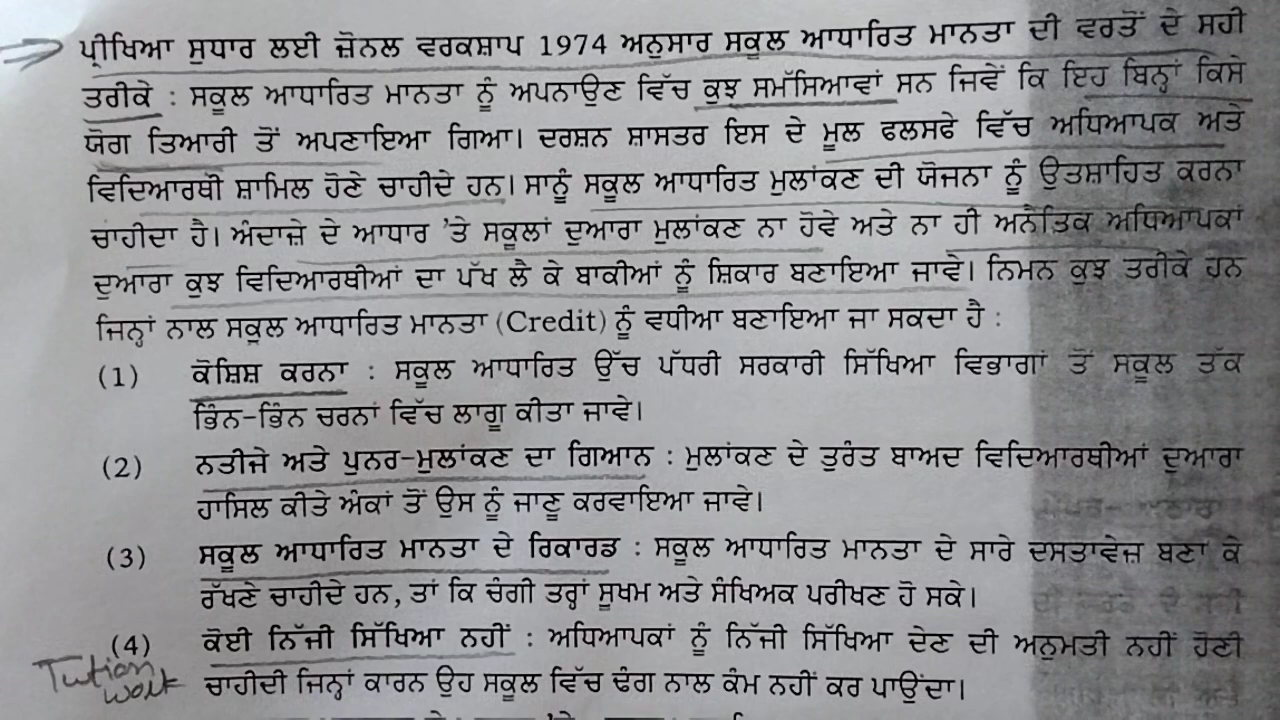 ਪ੍ਰੀਖਿਆ ਸੁਧਾਰ ਲਈ ਜ਼ੋਨਲ ਵਰਕਸ਼ਾਪ 1974 ਅਨੁਸਾਰ ਸਕੂਲ ਆਧਾਰਿਤ ਮਾਨਤਾ ਦੀ ਵਰਤੋਂ ਦੇ ਸਹੀ
ਤਰੀਕੇ : ਸਕੂਲ ਆਧਾਰਿਤ ਮਾਨਤਾ ਨੂੰ ਅਪਨਾਉਣ ਵਿੱਚ ਕੁਝ ਸਮੱਸਿਆਵਾਂ ਸਨ ਜਿਵੇਂ ਕਿ ਇਹ ਬਿਨ੍ਹਾਂ ਕਿਸੇ
ਯੋਗ ਤਿਆਰੀ ਤੋਂ ਅਪਣਾਇਆ ਗਿਆ। ਦਰਸ਼ਨ ਸ਼ਾਸਤਰ ਇਸ ਦੇ ਮੂਲ ਫਲਸਫੇ ਵਿੱਚ ਅਧਿਆਪਕ ਅਤੇ
ਵਿਦਿਆਰਥੀ ਸ਼ਾਮਿਲ ਹੋਣੇ ਚਾਹੀਦੇ ਹਨ। ਸਾਨੂੰ ਸਕੂਲ ਆਧਾਰਿਤ ਮੁਲਾਂਕਣ ਦੀ ਯੋਜਨਾ ਨੂੰ ਉਤਸ਼ਾਹਿਤ ਕਰਨਾ
ਚਾਹੀਦਾ ਹੈ। ਅੰਦਾਜ਼ੇ ਦੇ ਆਧਾਰ 'ਤੇ ਸਕੂਲਾਂ ਦੁਆਰਾ ਮੁਲਾਂਕਣ ਨਾ ਹੋਵੇ ਅਤੇ ਨਾ ਹੀ ਅਨੈਤਿਕ ਅਧਿਆਪਕਾਂ
ਦੁਆਰਾ ਕੁਝ ਵਿਦਿਆਰਥੀਆਂ ਦਾ ਪੱਖ ਲੈ ਕੇ ਬਾਕੀਆਂ ਨੂੰ ਸ਼ਿਕਾਰ ਬਣਾਇਆ ਜਾਵੇ। ਨਿਮਨ ਕੁਝ ਤਰੀਕੇ ਹਨ
ਜਿਨ੍ਹਾਂ ਨਾਲ ਸਕੂਲ ਆਧਾਰਿਤ ਮਾਨਤਾ (Credit) ਨੂੰ ਵਧੀਆ ਬਣਾਇਆ ਜਾ ਸਕਦਾ ਹੈ :
(1) ਕੋਸ਼ਿਸ਼ ਕਰਨਾ : ਸਕੂਲ ਆਧਾਰਿਤ ਉੱਚ ਪੱਧਰੀ ਸਰਕਾਰੀ ਸਿੱਖਿਆ ਵਿਭਾਗਾਂ ਤੋਂ ਸਕੂਲ ਤੱਕ
ਭਿੰਨ-ਭਿੰਨ ਚਰਨਾਂ ਵਿੱਚ ਲਾਗੂ ਕੀਤਾ ਜਾਵੇ।
(2) ਨਤੀਜੇ ਅਤੇ ਪੁਨਰ-ਮੁਲਾਂਕਣ ਦਾ ਗਿਆਨ : ਮੁਲਾਂਕਣ ਦੇ ਤੁਰੰਤ ਬਾਅਦ ਵਿਦਿਆਰਥੀਆਂ ਦੁਆਰਾ
ਹਾਸਿਲ ਕੀਤੇ ਅੰਕਾਂ ਤੋਂ ਉਸ ਨੂੰ ਜਾਣੂ ਕਰਵਾਇਆ ਜਾਵੇ।
(3) ਸਕੂਲ ਆਧਾਰਿਤ ਮਾਨਤਾ ਦੇ ਰਿਕਾਰਡ : ਸਕੂਲ ਆਧਾਰਿਤ ਮਾਨਤਾ ਦੇ ਸਾਰੇ ਦਸਤਾਵੇਜ਼ ਬਣਾ ਕੇ
ਰੱਖਣੇ ਚਾਹੀਦੇ ਹਨ, ਤਾਂ ਕਿ ਚੰਗੀ ਤਰ੍ਹਾਂ ਸੂਖਮ ਅਤੇ ਸੰਖਿਅਕ ਪਰੀਖਣ ਹੋ ਸਕੇ।
(4) ਕੋਈ ਨਿੱਜੀ ਸਿੱਖਿਆ ਨਹੀਂ : ਅਧਿਆਪਕਾਂ ਨੂੰ ਨਿੱਜੀ ਸਿੱਖਿਆ ਦੇਣ ਦੀ ਅਨੁਮਤੀ ਨਹੀਂ ਹੋਣੀ
Tution
ਚਾਹੀਦੀ ਜਿਨ੍ਹਾਂ ਕਾਰਨ ਉਹ ਸਕੂਲ ਵਿੱਚ ਢੰਗ ਨਾਲ ਕੰਮ ਨਹੀਂ ਕਰ ਪਾਉਂਦਾ।
work